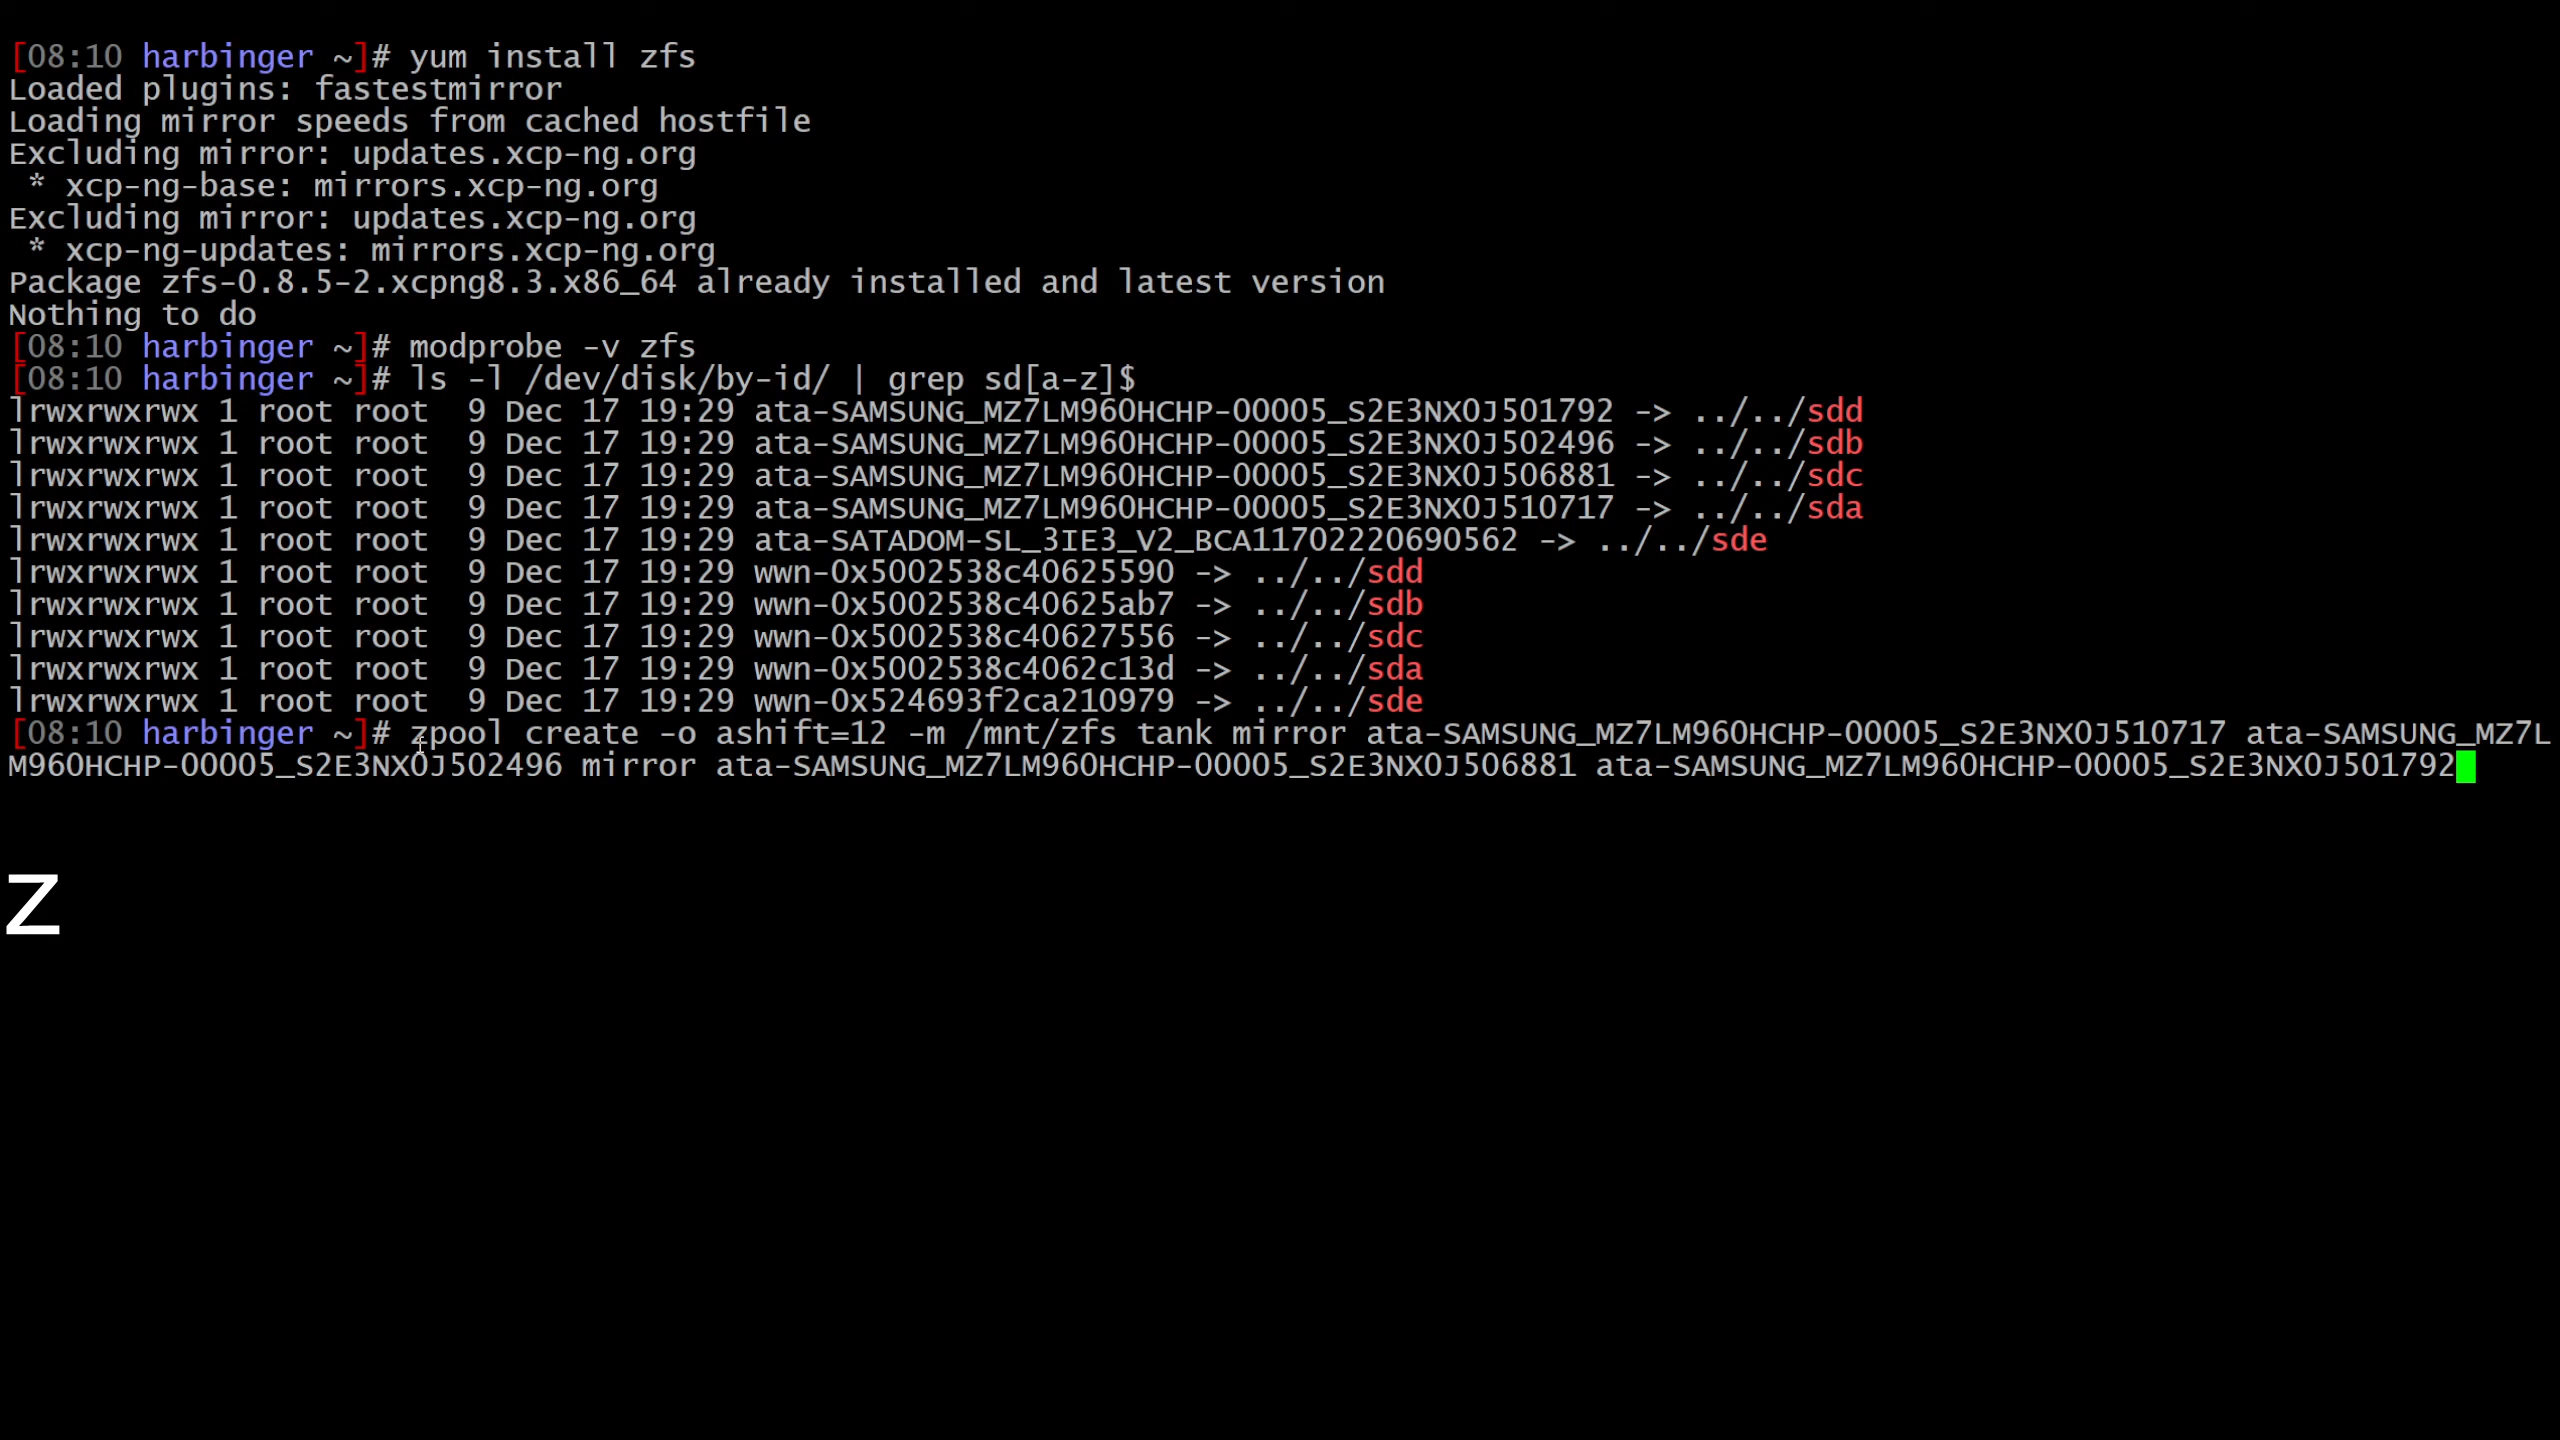 [08:10 harbinger ~]# yum install zfs
Loaded plugins: fastestmirror
Loading mirror speeds from cached hostfile
Excluding mirror: updates.xcp-ng.org
 * xcp-ng-base: mirrors.xcp-ng.org
Excluding mirror: updates.xcp-ng.org
 * xcp-ng-updates: mirrors.xcp-ng.org
Package zfs-0.8.5-2.xcpng8.3.x86_64 already installed and latest version
Nothing to do
[08:10 harbinger ~]# modprobe -v zfs
[08:10 harbinger ~]# ls -l /dev/disk/by-id/ | grep sd[a-z]$
lrwxrwxrwx 1 root root  9 Dec 17 19:29 ata-SAMSUNG_MZ7LM960HCHP-00005_S2E3NX0J501792 -> ../../sdd
lrwxrwxrwx 1 root root  9 Dec 17 19:29 ata-SAMSUNG_MZ7LM960HCHP-00005_S2E3NX0J502496 -> ../../sdb
lrwxrwxrwx 1 root root  9 Dec 17 19:29 ata-SAMSUNG_MZ7LM960HCHP-00005_S2E3NX0J506881 -> ../../sdc
lrwxrwxrwx 1 root root  9 Dec 17 19:29 ata-SAMSUNG_MZ7LM960HCHP-00005_S2E3NX0J510717 -> ../../sda
lrwxrwxrwx 1 root root  9 Dec 17 19:29 ata-SATADOM-SL_3IE3_V2_BCA11702220690562 -> ../../sde
lrwxrwxrwx 1 root root  9 Dec 17 19:29 wwn-0x5002538c40625590 -> ../../sdd
lrwxrwxrwx 1 root root  9 Dec 17 19:29 wwn-0x5002538c40625ab7 -> ../../sdb
lrwxrwxrwx 1 root root  9 Dec 17 19:29 wwn-0x5002538c40627556 -> ../../sdc
lrwxrwxrwx 1 root root  9 Dec 17 19:29 wwn-0x5002538c4062c13d -> ../../sda
lrwxrwxrwx 1 root root  9 Dec 17 19:29 wwn-0x524693f2ca210979 -> ../../sde
[08:10 harbinger ~]# zpool create -o ashift=12 -m /mnt/zfs tank mirror ata-SAMSUNG_MZ7LM960HCHP-00005_S2E3NX0J510717 ata-SAMSUNG_MZ7L
M960HCHP-00005_S2E3NX0J502496 mirror ata-SAMSUNG_MZ7LM960HCHP-00005_S2E3NX0J506881 ata-SAMSUNG_MZ7LM960HCHP-00005_S2E3NX0J501792
z